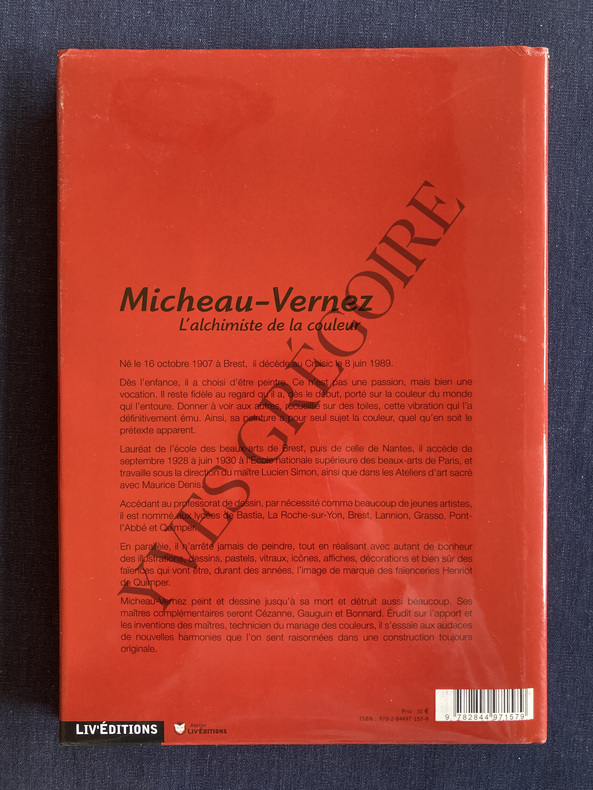 Micheau-Vernez
L'alchimiste de la couleur
Né le 16 octobre 1907 à Brest, il décède au Croisic le 8 juin 1989.
Dès l'enfance, il a choisi d'être peintre. Ce n'est pas une passion, mais bien une
vocation. Il reste fidèle au regard qu'il a, dès le début, porté sur la couleur du monde
qui l'entoure. Donner à voir aux autres, recueillie sur des toiles, cette vibration qui l'a
définitivement ému. Ainsi, sa peinture a pour seul sujet la couleur, quel qu'en soit le
prétexte apparent.
Lauréat de l'école des beaux-arts de Brest, puis de celle de Nantes, il accède de
septembre 1928 à juin 1930 à l'École nationale supérieure des beaux-arts de Paris, et
travaille sous la direction du maître Lucien Simon, ainsi que dans les Ateliers d'art sacré
avec Maurice Denis.
Accédant au professorat de dessin, par nécessité comme beaucoup de jeunes artistes,
il est nommé aux lycées de Bastia, La Roche-sur-Yon, Brest, Lannion, Grasse, Pont-
l'Abbé et Quimper.
En parallèle, il n'arrête jamais de peindre, tout en réalisant avec autant de bonheur
des illustrations, dessins, pastels, vitraux, icônes, affiches, décorations et bien sûr des
faïences qui vont être, durant des années, l'image de marque des faïenceries Henriot
de Quimper.
Micheau-Vernez peint et dessine jusqu'à sa mort et détruit aussi beaucoup. Ses
maîtres complémentaires seront Cézanne, Gauguin et Bonnard. Érudit sur l'apport et
les inventions des maîtres, technicien du mariage des couleurs, il s'essaie aux audaces
de nouvelles harmonies que l'on sent raisonnées dans une construction toujours
originale.
YVES GRÉGOIRE
Prix : 30 €
ISBN : 978-2-84497-157-9
9 782844 971579
LIV'ÉDITIONS
Atelier
LIV'ÉDITIONS